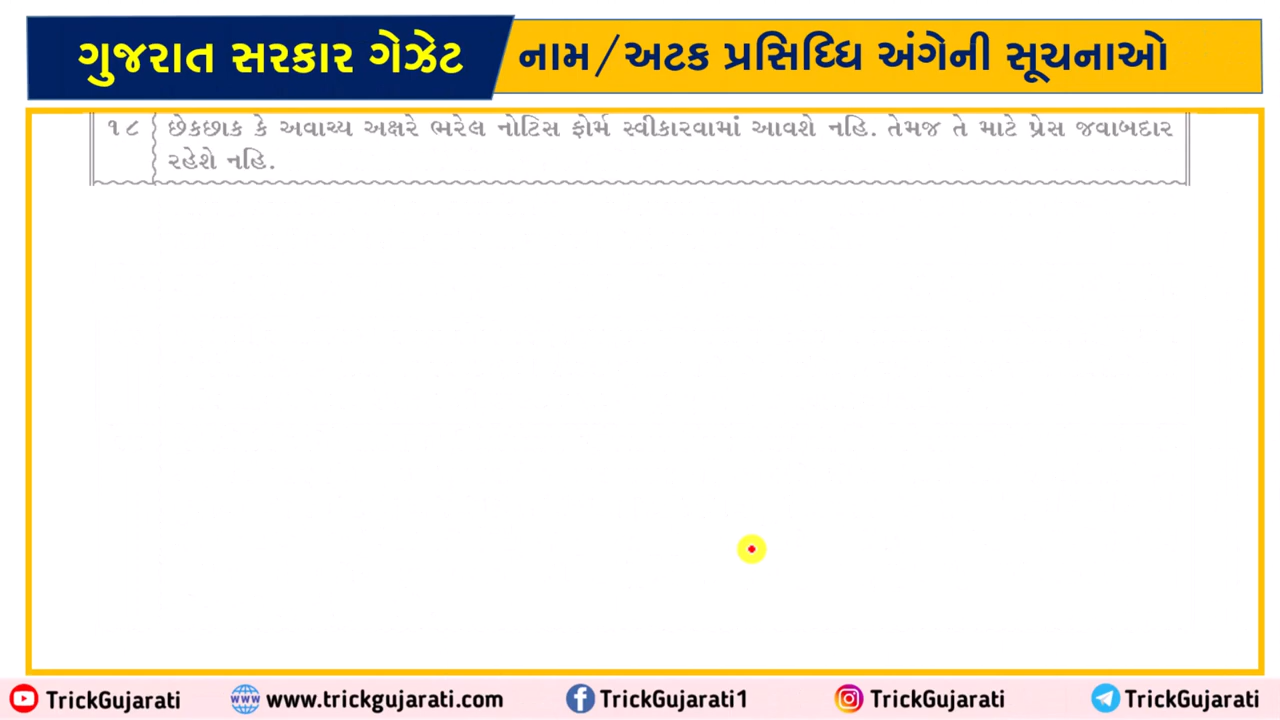 ગુજરાત સરકાર ગેઝેટ
નામ/અટક પ્રસિધ્ધિ અંગેની સૂચનાઓ
૧૮ છેકછાક કે અવાચ્ય અક્ષરે ભરેલ નોટિસ ફોર્મ સ્વીકારવામાં આવશે નહિ. તેમજ તે માટે પ્રેસ જવાબદાર
રહેશે નહિ.
TrickGujarati www.trickgujarati.com TrickGujarati1 TrickGujarati TrickGujarati